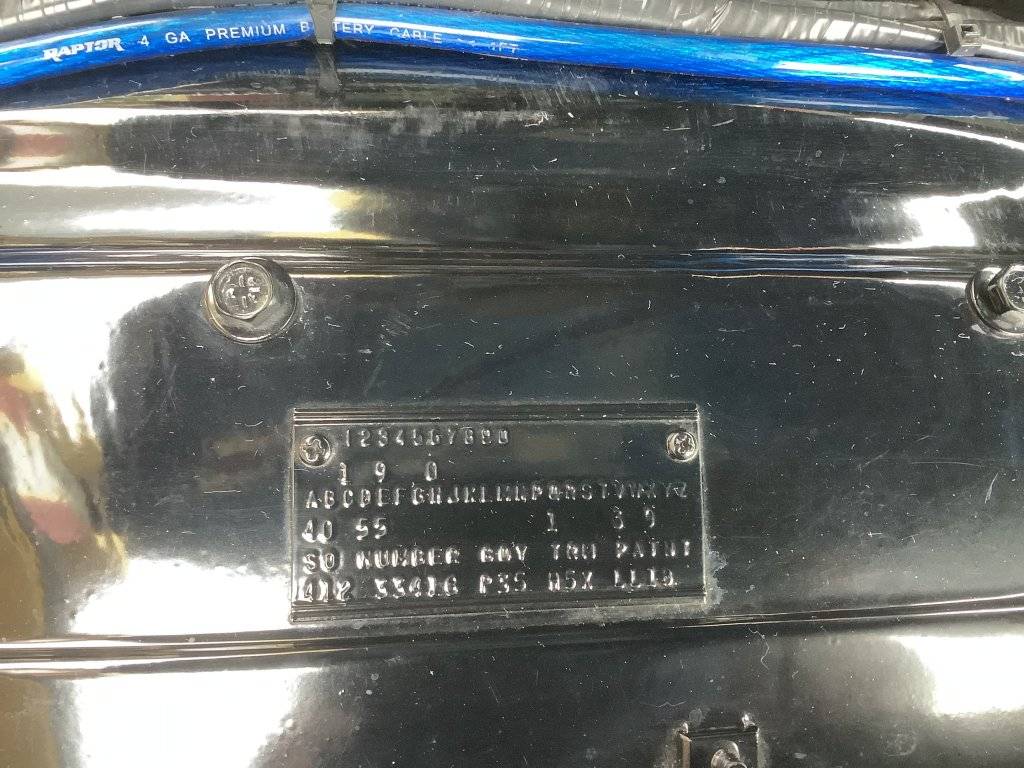 RAPTOR 4 GA PREMIUM BATTERY CABLE
1234567890
1 9 0
ABCDEFGHJKLMNPQRSTVWXYZ
40 55 1 6 9
SO NUMBER BDY TRM PAINT
412 33416 P35 H5X